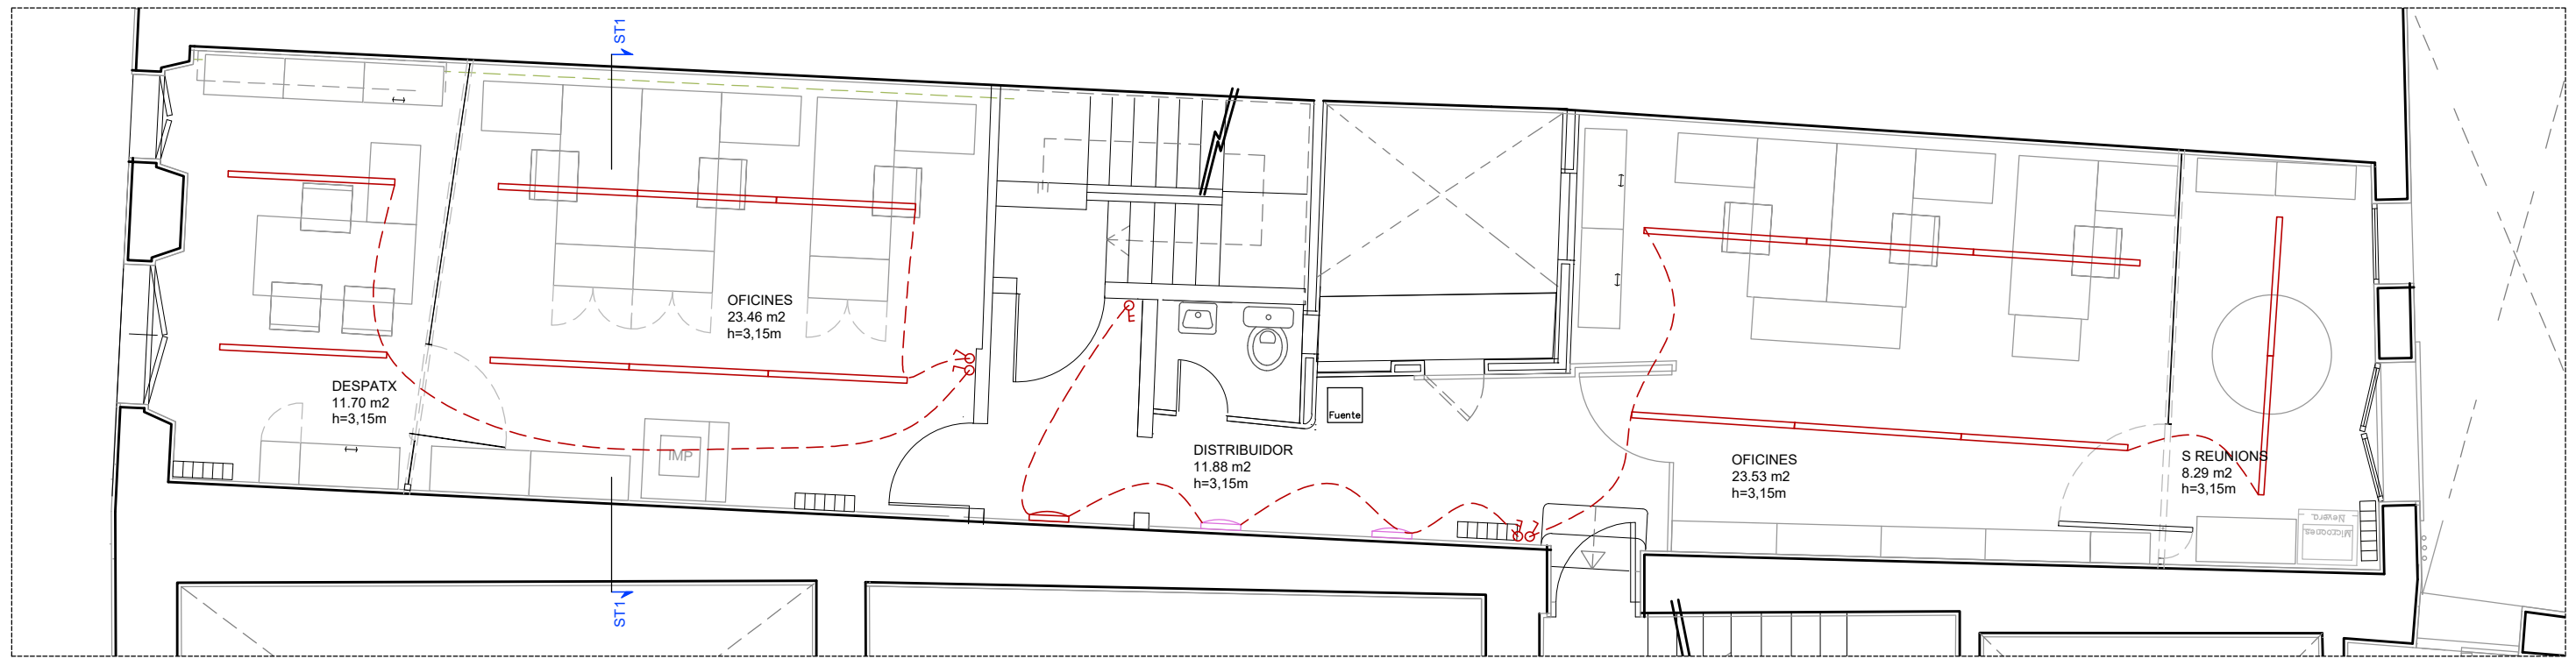 ST1
OFICINES
23.46 m2
h=3,15m
DESPATX
11.70 m2
h=3,15m
IMP
Fuente
DISTRIBUIDOR
11.88 m2
h=3,15m
OFICINES
23.53 m2
h=3,15m
S REUNIONS
8.29 m2
h=3,15m
Nevera
Microones
ST1